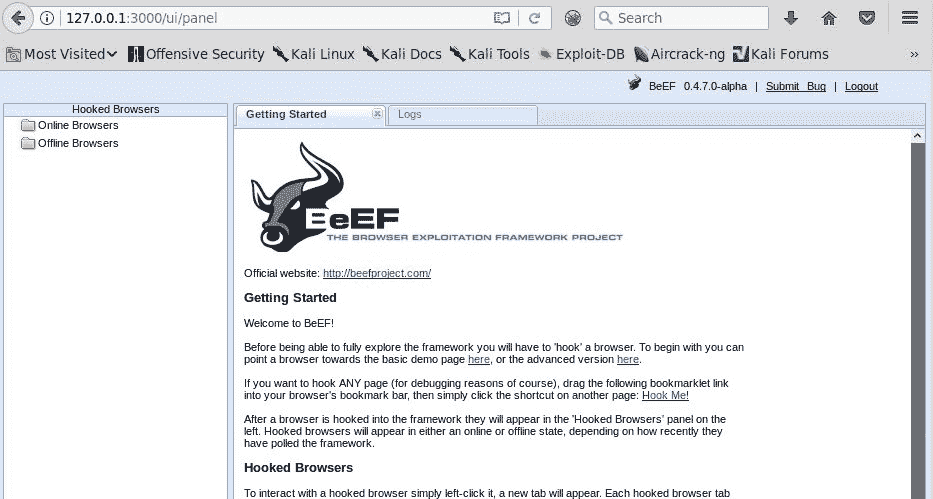 127.0.0.1:3000/ui/panel
Search
Most Visited
Offensive Security
Kali Linux
Kali Docs
Kali Tools
Exploit-DB
Aircrack-ng
Kali Forums
»
BeEF 0.4.7.0-alpha | Submit Bug | Logout
Hooked Browsers
Online Browsers
Offline Browsers
Getting Started
Logs
BeEF
THE BROWSER EXPLOITATION FRAMEWORK PROJECT
Official website: http://beefproject.com/
Getting Started
Welcome to BeEF!
Before being able to fully explore the framework you will have to 'hook' a browser. To begin with you can
point a browser towards the basic demo page here, or the advanced version here.
If you want to hook ANY page (for debugging reasons of course), drag the following bookmarklet link
into your browser's bookmark bar, then simply click the shortcut on another page: Hook Me!
After a browser is hooked into the framework they will appear in the 'Hooked Browsers' panel on the
left. Hooked browsers will appear in either an online or offline state, depending on how recently they
have polled the framework.
Hooked Browsers
To interact with a hooked browser simply left-click it, a new tab will appear. Each hooked browser tab